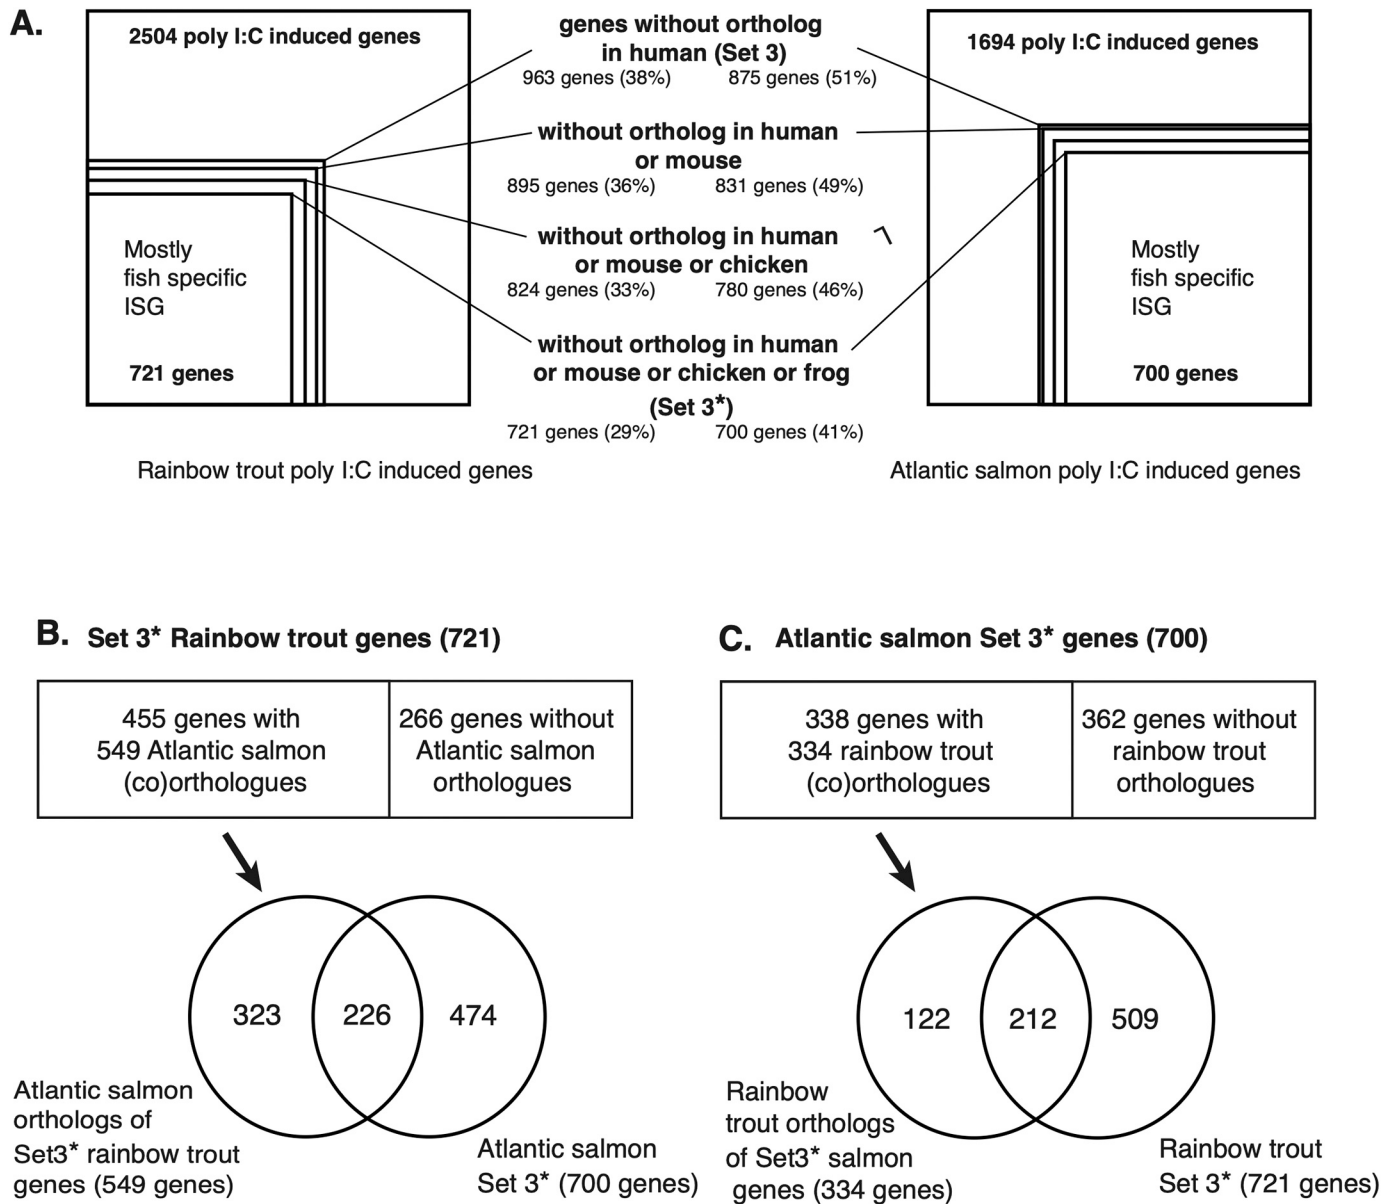 A.
2504 poly I:C induced genes
genes without ortholog
in human (Set 3)
963 genes (38%) 875 genes (51%)
1694 poly I:C induced genes
without ortholog in human
or mouse
895 genes (36%) 831 genes (49%)
without ortholog in human
or mouse or chicken
824 genes (33%) 780 genes (46%)
without ortholog in human
or mouse or chicken or frog
(Set 3*)
721 genes (29%) 700 genes (41%)
Mostly
fish specific
ISG
721 genes
Mostly
fish specific
ISG
700 genes
Rainbow trout poly I:C induced genes
Atlantic salmon poly I:C induced genes
B. Set 3* Rainbow trout genes (721)
455 genes with
549 Atlantic salmon
(co)orthologues
266 genes without
Atlantic salmon
orthologues
323 226 474
Atlantic salmon
orthologs of
Set3* rainbow trout
genes (549 genes)
Atlantic salmon
Set 3* (700 genes)
C. Atlantic salmon Set 3* genes (700)
338 genes with
334 rainbow trout
(co)orthologues
362 genes without
rainbow trout
orthologues
122 212 509
Rainbow
trout orthologs
of Set3* salmon
genes (334 genes)
Rainbow trout
Set 3* (721 genes)